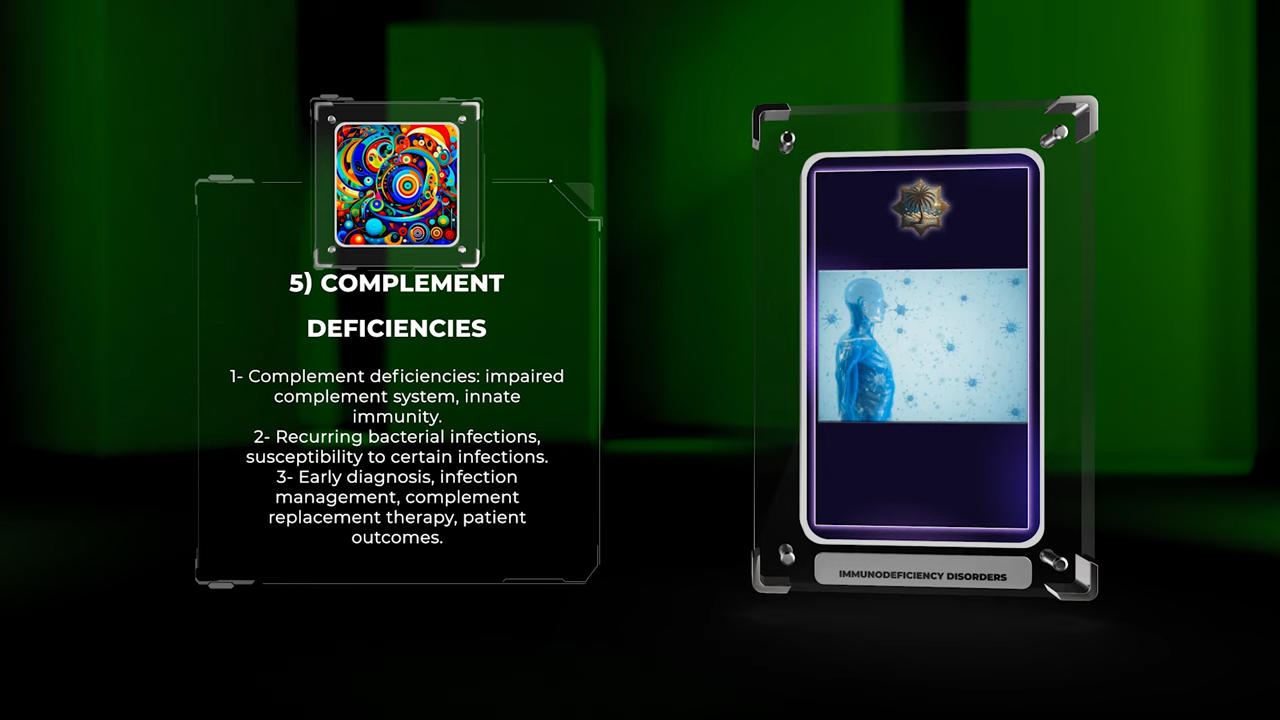 5) COMPLEMENT
DEFICIENCIES
1- Complement deficiencies: impaired
complement system, innate
immunity.
2- Recurring bacterial infections,
susceptibility to certain infections.
3- Early diagnosis, infection
management, complement
replacement therapy, patient
outcomes.
IMMUNODEFICIENCY DISORDERS